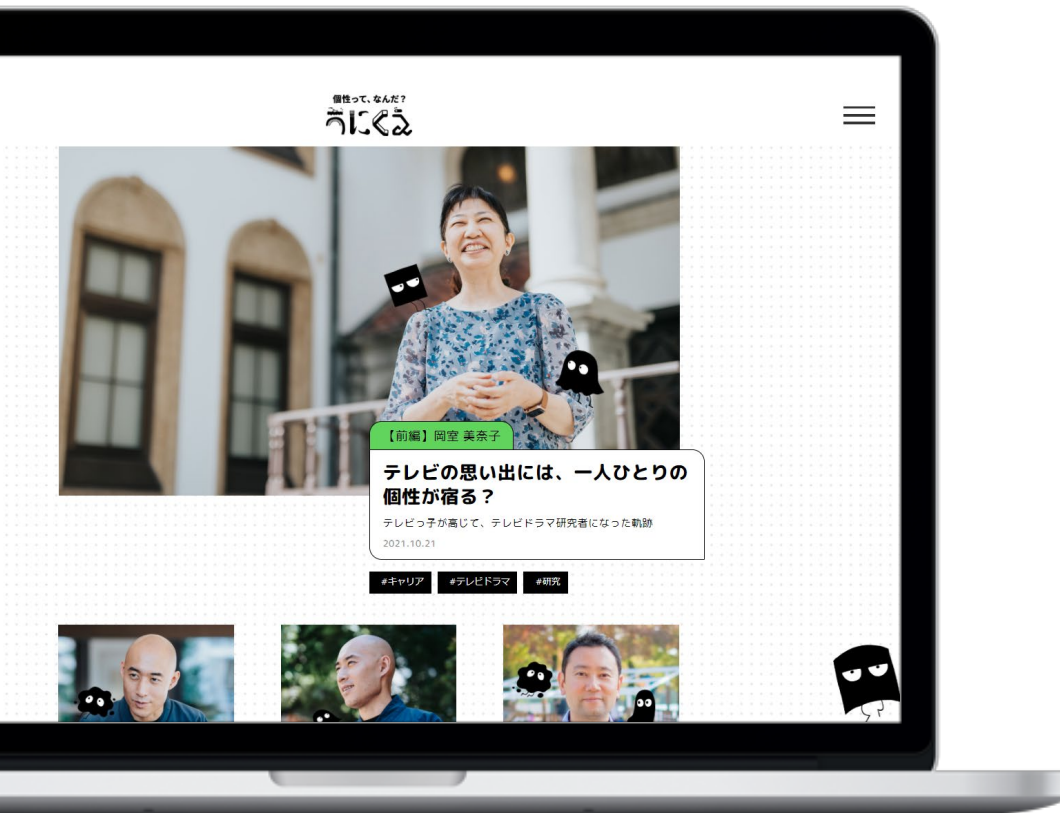 個性って、なんだ？
うにくえ
【前編】岡室 美奈子
テレビの思い出には、一人ひとりの
個性が宿る？
テレビっ子が高じて、テレビドラマ研究者になった軌跡
2021.10.21
#キャリア #テレビドラマ #研究